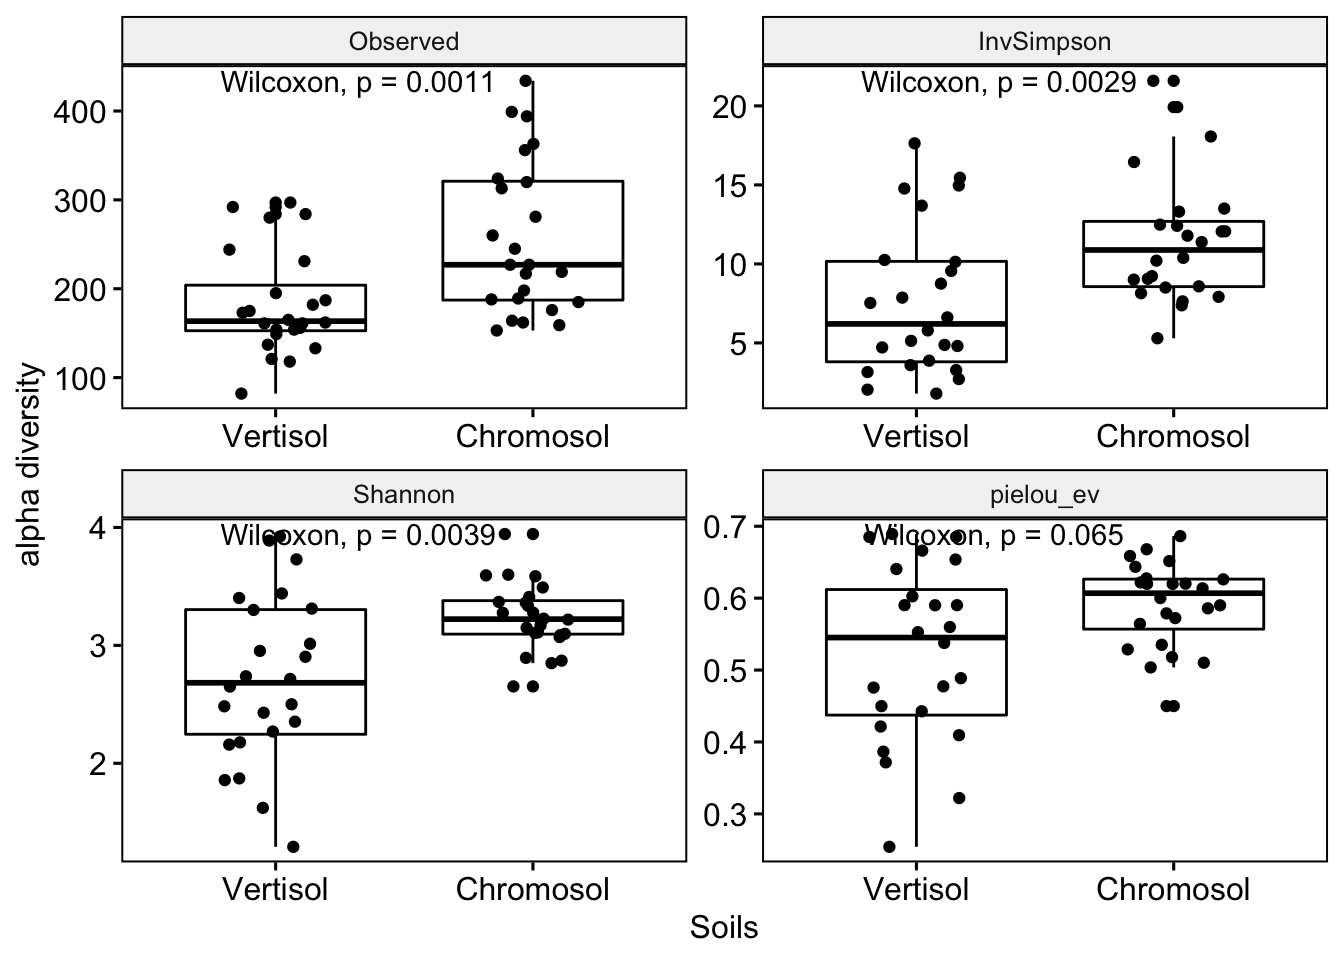 Observed
Wilcoxon, p = 0.0011
400
300
200
100
Vertisol Chromosol
InvSimpson
Wilcoxon, p = 0.0029
20
15
10
5
Vertisol Chromosol
alpha diversity
Shannon
Wilcoxon, p = 0.0039
4
3
2
Vertisol Chromosol
pielou_ev
Wilcoxon, p = 0.065
0.7
0.6
0.5
0.4
0.3
Vertisol Chromosol
Soils